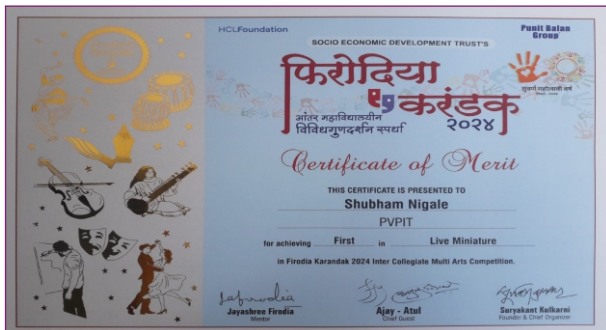 HCLFoundation
Punit Balan
Group
SOCIO ECONOMIC DEVELOPMENT TRUST'S
फिरोदिया
करंडक
आंतर महाविद्यालयीन
विविधगुणदर्शन स्पर्धा
२०२४
Certificate of Merit
THIS CERTIFICATE IS PRESENTED TO
Shubham Nigale
PVPIT
for achieving First in Live Miniature
in Firodia Karandak 2024 Inter Collegiate Multi Arts Competition.
Jayashree Firodia
Mentor
Ajay - Atul
Chief Guest
Suryakant Kulkarni
Founder & Chief Organizer